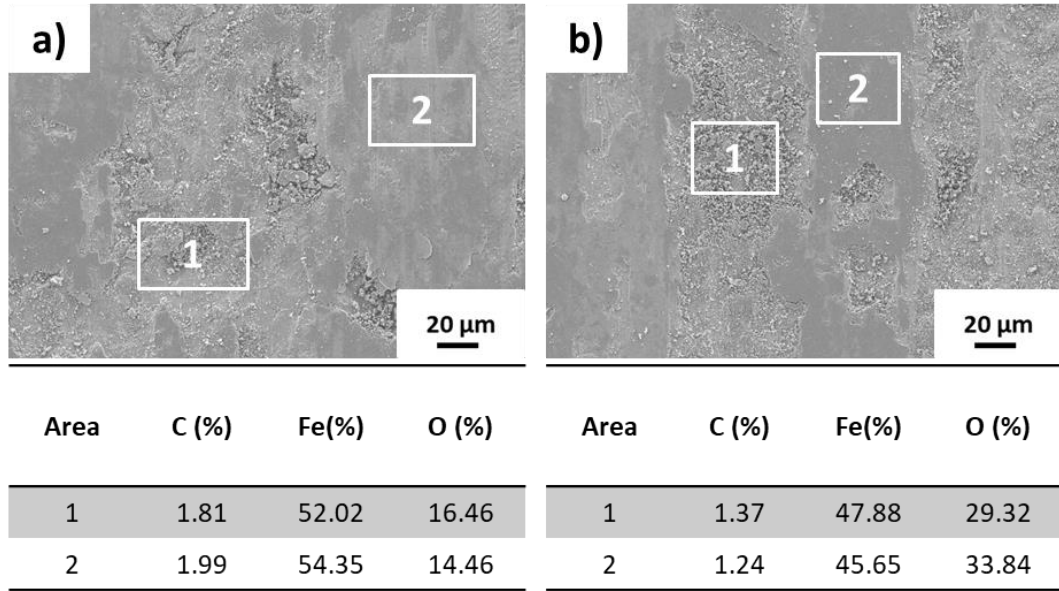 a)
2
1
20 μm
b)
2
1
20 μm
Area C (%) Fe(%) O (%)
1 1.81 52.02 16.46
2 1.99 54.35 14.46
Area C (%) Fe(%) O (%)
1 1.37 47.88 29.32
2 1.24 45.65 33.84